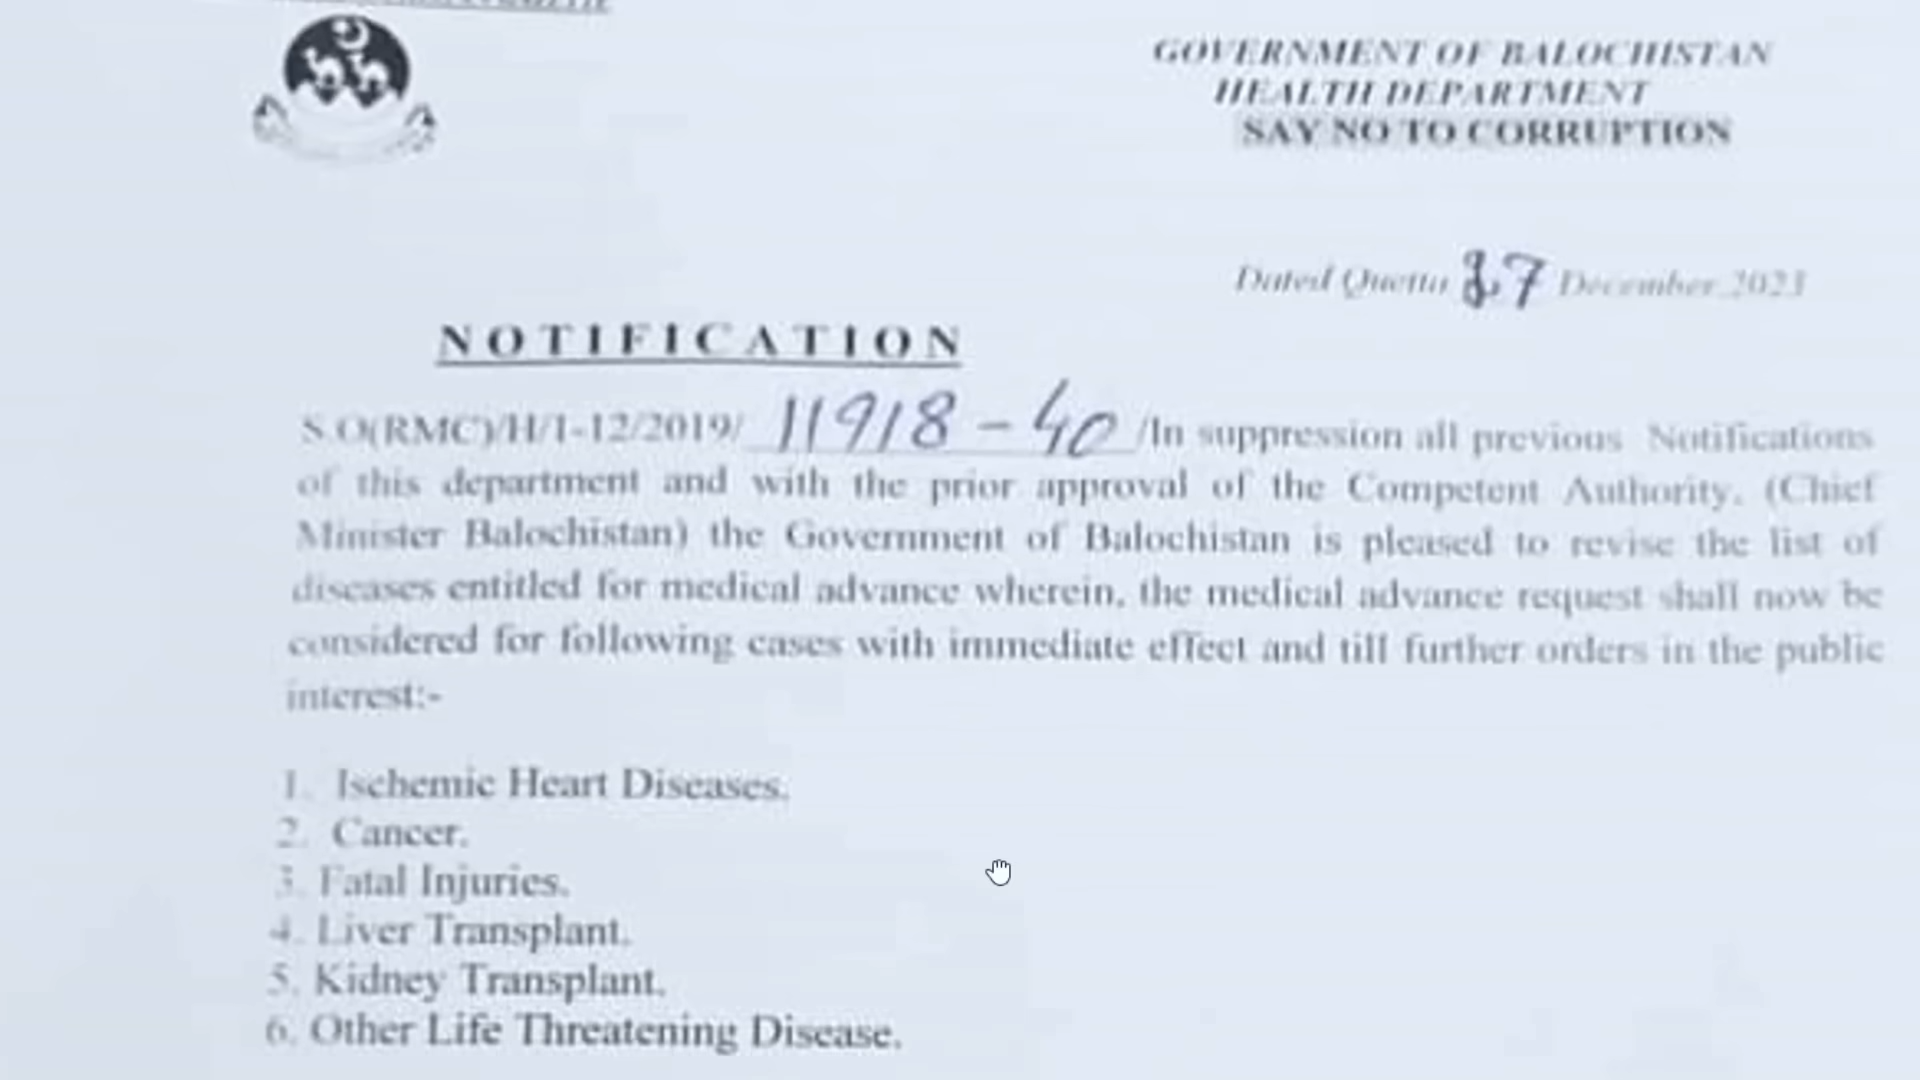 GOVERNMENT OF BALOCHISTAN
HEALTH DEPARTMENT
SAY NO TO CORRUPTION
Dated Quetta 27 December, 2023
NOTIFICATION
S.O(RMC)/H/1-12/2019/ 11918-40 /In suppression all previous Notifications
of this department and with the prior approval of the Competent Authority, (Chief
Minister Balochistan) the Government of Balochistan is pleased to revise the list of
diseases entitled for medical advance wherein, the medical advance request shall now be
considered for following cases with immediate effect and till further orders in the public
interest:-
1. Ischemic Heart Diseases.
2. Cancer.
3. Fatal Injuries.
4. Liver Transplant.
5. Kidney Transplant.
6. Other Life Threatening Disease.